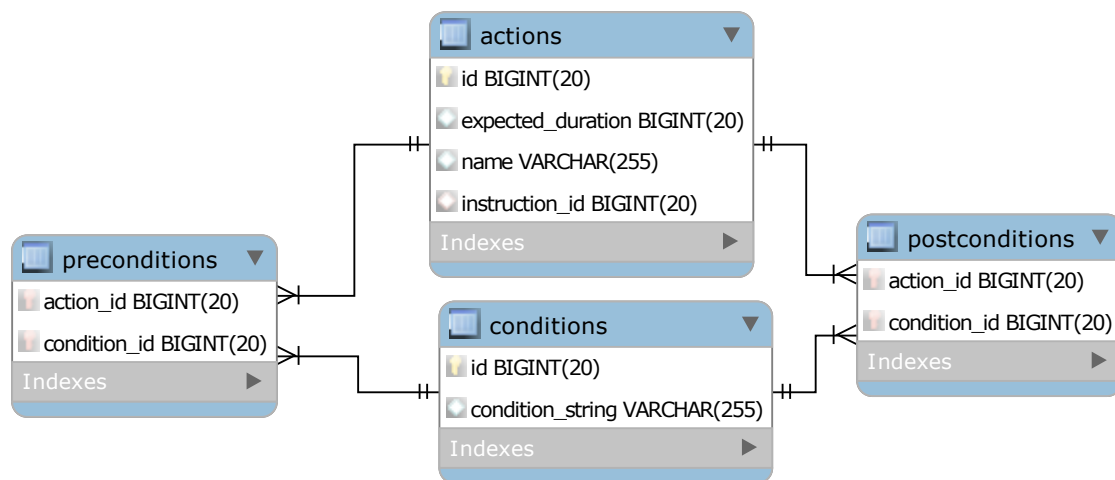 actions
id BIGINT(20)
expected_duration BIGINT(20)
name VARCHAR(255)
instruction_id BIGINT(20)
Indexes
preconditions
action_id BIGINT(20)
condition_id BIGINT(20)
Indexes
conditions
id BIGINT(20)
condition_string VARCHAR(255)
Indexes
postconditions
action_id BIGINT(20)
condition_id BIGINT(20)
Indexes